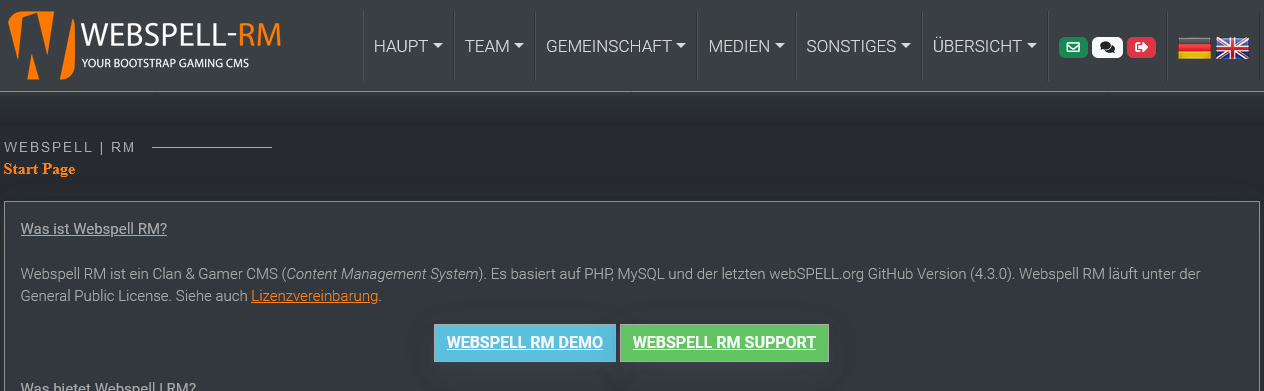 WEBSPELL-RM
YOUR BOOTSTRAP GAMING CMS
HAUPT TEAM GEMEINSCHAFT MEDIEN SONSTIGES ÜBERSICHT
WEBSPELL | RM
Start Page
Was ist Webspell RM?
Webspell RM ist ein Clan & Gamer CMS (Content Management System). Es basiert auf PHP, MySQL und der letzten webSPELL.org GitHub Version (4.3.0). Webspell RM läuft unter der
General Public License. Siehe auch Lizenzvereinbarung.
WEBSPELL RM DEMO WEBSPELL RM SUPPORT
Was bietet Webspell | RM?